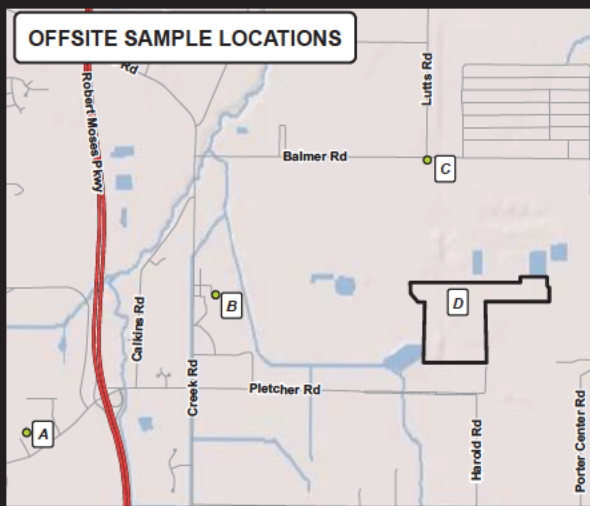 OFFSITE SAMPLE LOCATIONS
Rd
Robert Moses Pkwy
Lutts Rd
Balmer Rd
C
D
B
Calkins Rd
Creek Rd
Pletcher Rd
A
Harold Rd
Porter Center Rd